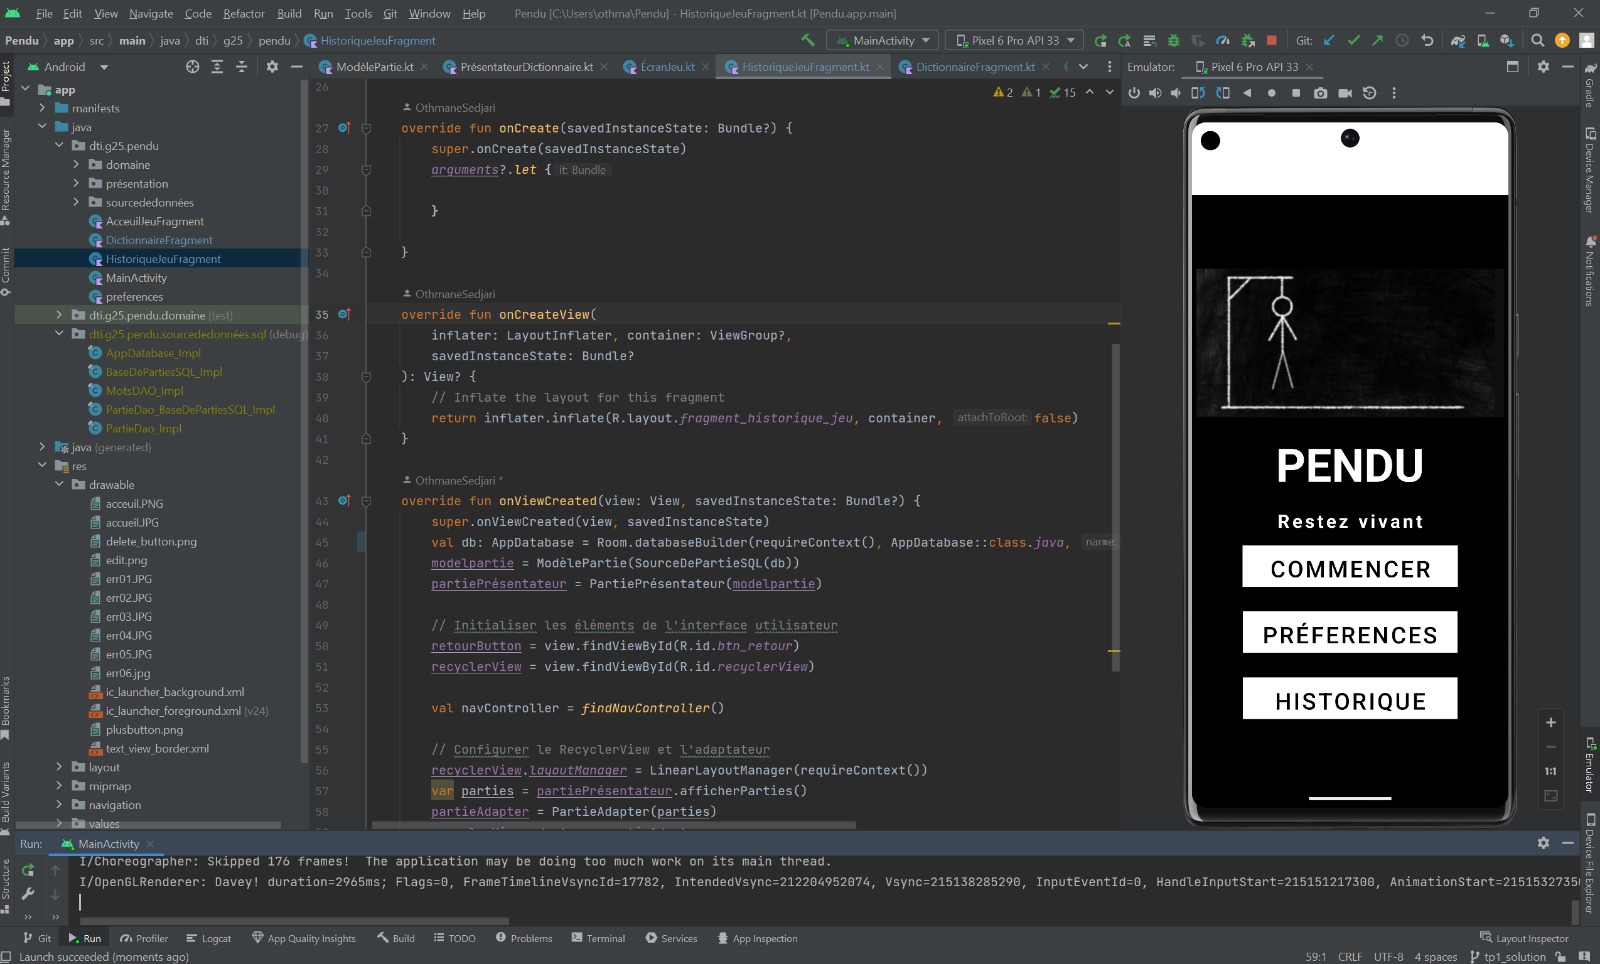 File Edit View Navigate Code Refactor Build Run Tools Git Window Help Pendu [C:\Users\othma\Pendu] - HistoriqueJeuFragment.kt [Pendu.app.main]
Pendu app src main java dti g25 pendu HistoriqueJeuFragment MainActivity Pixel 6 Pro API 33 Git:
Project
Android
ModèlePartie.kt PrésentateurDictionnaire.kt ÉcranJeu.kt HistoriqueJeuFragment.kt DictionnaireFragment.kt
Emulator: Pixel 6 Pro API 33
2 1 15
app
manifests
java
dti.g25.pendu
domaine
présentation
sourcededonnées
AcceuilJeuFragment
DictionnaireFragment
HistoriqueJeuFragment
MainActivity
preferences
dti.g25.pendu.domaine (test)
dti.g25.pendu.sourcededonnées.sql (debug)
AppDatabase_Impl
BaseDePartiesSQL_Impl
MotsDAO_Impl
PartieDao_BaseDePartiesSQL_Impl
PartieDao_Impl
java (generated)
res
drawable
acceuil.PNG
accueil.JPG
delete_button.png
edit.png
err01.JPG
err02.JPG
err03.JPG
err04.JPG
err05.JPG
err06.jpg
ic_launcher_background.xml
ic_launcher_foreground.xml (v24)
plusbutton.png
text_view_border.xml
layout
mipmap
navigation
values
Resource Manager
Commit
Bookmarks
Build Variants
Structure
26
OthmaneSedjari
27 override fun onCreate(savedInstanceState: Bundle?) {
28 super.onCreate(savedInstanceState)
29 arguments?.let { it: Bundle
30
31 }
32
33 }
34
OthmaneSedjari
35 override fun onCreateView(
36 inflater: LayoutInflater, container: ViewGroup?,
37 savedInstanceState: Bundle?
38 ): View? {
39 // Inflate the layout for this fragment
40 return inflater.inflate(R.layout.fragment_historique_jeu, container, attachToRoot: false)
41 }
42
OthmaneSedjari *
43 override fun onViewCreated(view: View, savedInstanceState: Bundle?) {
44 super.onViewCreated(view, savedInstanceState)
45 val db: AppDatabase = Room.databaseBuilder(requireContext(), AppDatabase::class.java, name:
46 modelpartie = ModèlePartie(SourceDePartieSQL(db))
47 partiePrésentateur = PartiePrésentateur(modelpartie)
48
49 // Initialiser les éléments de l'interface utilisateur
50 retourButton = view.findViewById(R.id.btn_retour)
51 recyclerView = view.findViewById(R.id.recyclerView)
52
53 val navController = findNavController()
54
55 // Configurer le RecyclerView et l'adaptateur
56 recyclerView.layoutManager = LinearLayoutManager(requireContext())
57 var parties = partiePrésentateur.afficherParties()
58 partieAdapter = PartieAdapter(parties)
PENDU
Restez vivant
COMMENCER
PRÉFERENCES
HISTORIQUE
1:1
Gradle
Device Manager
Notifications
Emulator
Device File Explorer
Run: MainActivity
I/Choreographer: Skipped 176 frames! The application may be doing too much work on its main thread.
I/OpenGLRenderer: Davey! duration=2965ms; Flags=0, FrameTimelineVsyncId=17782, IntendedVsync=212204952074, Vsync=215138285290, InputEventId=0, HandleInputStart=215151217300, AnimationStart=2151532735
Git Run Profiler Logcat App Quality Insights Build TODO Problems Terminal Services App Inspection Layout Inspector
Launch succeeded (moments ago) 59:1 CRLF UTF-8 4 spaces tp1_solution